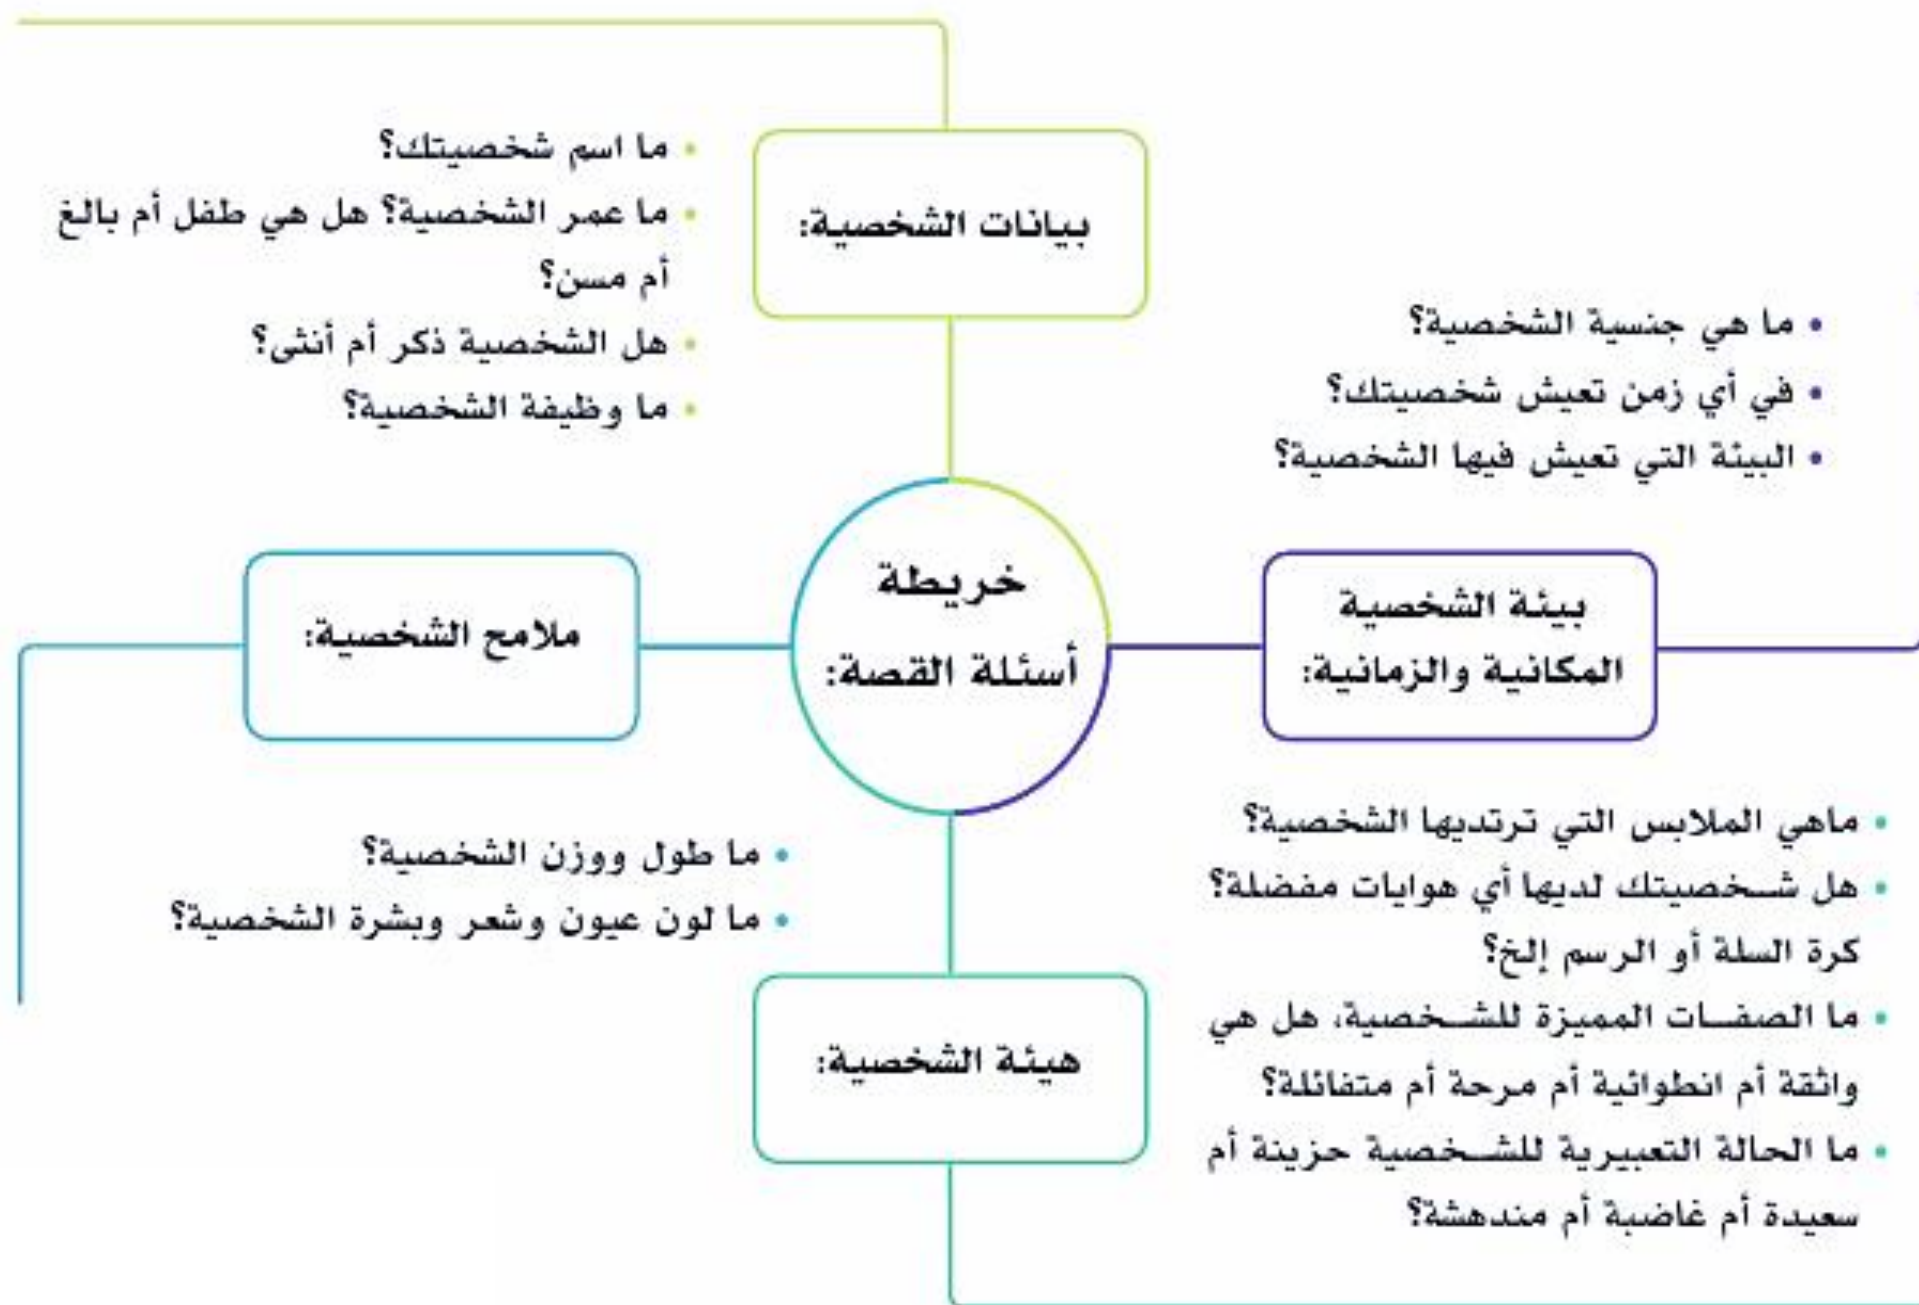 خريطة
أسئلة القصة:
بيانات الشخصية:
ما اسم شخصيتك؟
ما عمر الشخصية؟ هل هي طفل أم بالغ
أم مسن؟
هل الشخصية ذكر أم أنثى؟
ما وظيفة الشخصية؟
بيئة الشخصية
المكانية والزمانية:
ما هي جنسية الشخصية؟
في أي زمن تعيش شخصيتك؟
البيئة التي تعيش فيها الشخصية؟
ملامح الشخصية:
ما طول ووزن الشخصية؟
ما لون عيون وشعر وبشرة الشخصية؟
هيئة الشخصية:
ماهي الملابس التي ترتديها الشخصية؟
هل شخصيتك لديها أي هوايات مفضلة؟
كرة السلة أو الرسم إلخ؟
ما الصفات المميزة للشخصية، هل هي
واثقة أم انطوائية أم مرحة أم متفائلة؟
ما الحالة التعبيرية للشخصية حزينة أم
سعيدة أم غاضبة أم مندهشة؟